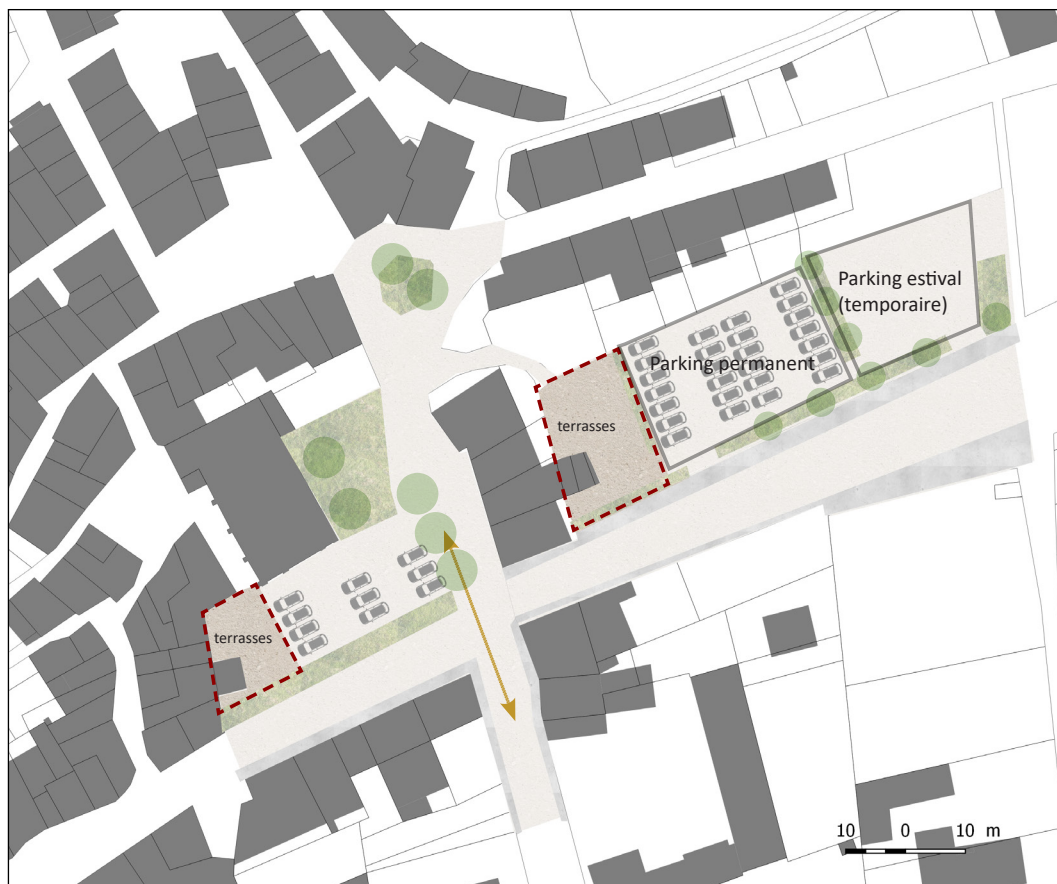 Parking estival
(temporaire)
Parking permanent
terrasses
terrasses
10 0 10 m